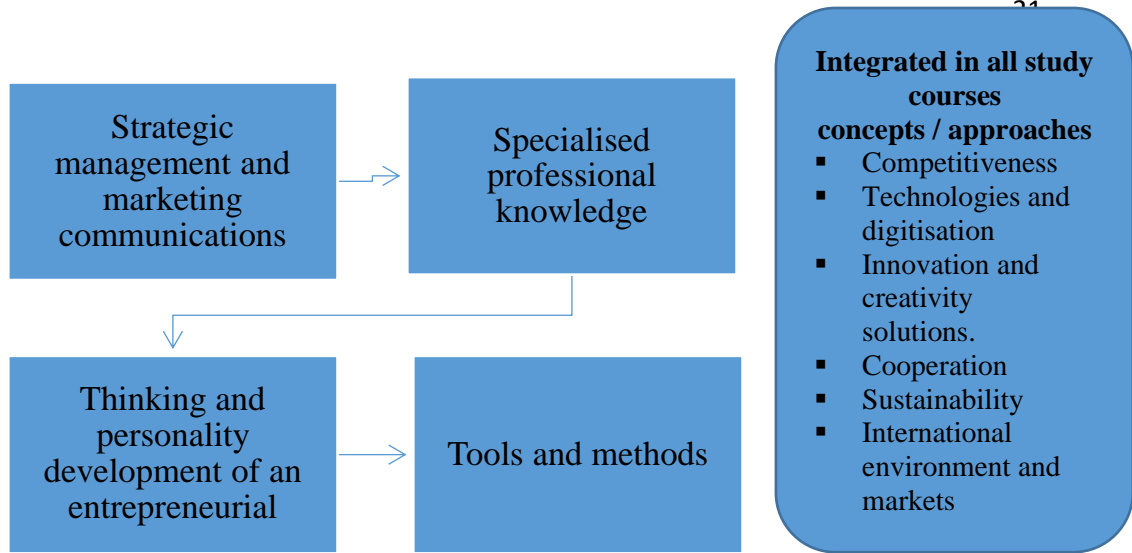 Strategic
management and
marketing
communications
Specialised
professional
knowledge
Thinking and
personality
development of an
entrepreneurial
Tools and methods
Integrated in all study
courses
concepts / approaches
▪ Competitiveness
▪ Technologies and
digitisation
▪ Innovation and
creativity
solutions.
▪ Cooperation
▪ Sustainability
▪ International
environment and
markets